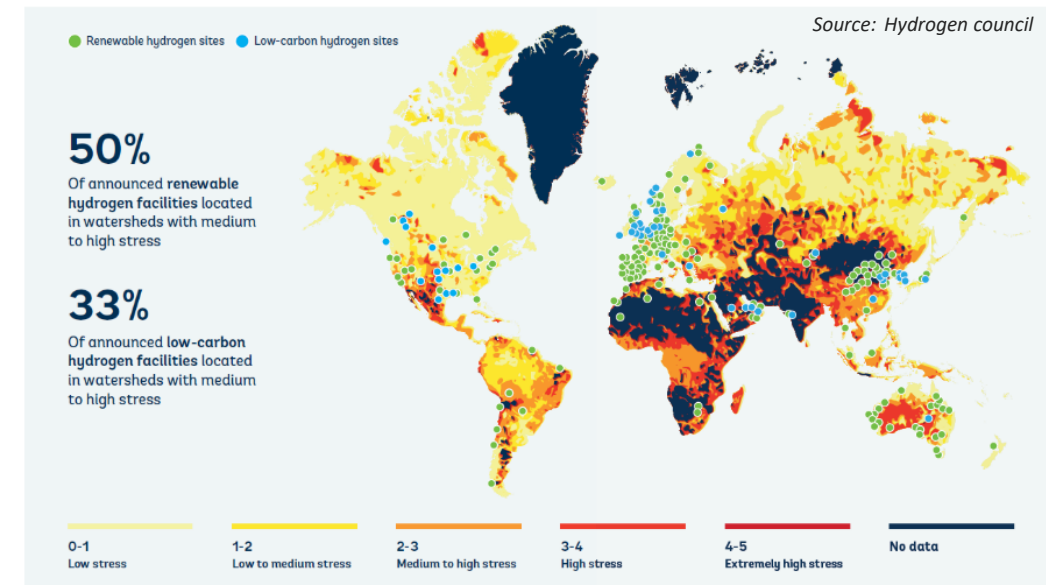 Source: Hydrogen council
Renewable hydrogen sites
Low-carbon hydrogen sites
50%
Of announced renewable
hydrogen facilities located
in watersheds with medium
to high stress
33%
Of announced low-carbon
hydrogen facilities located
in watersheds with medium
to high stress
0-1
Low stress
1-2
Low to medium stress
2-3
Medium to high stress
3-4
High stress
4-5
Extremely high stress
No data